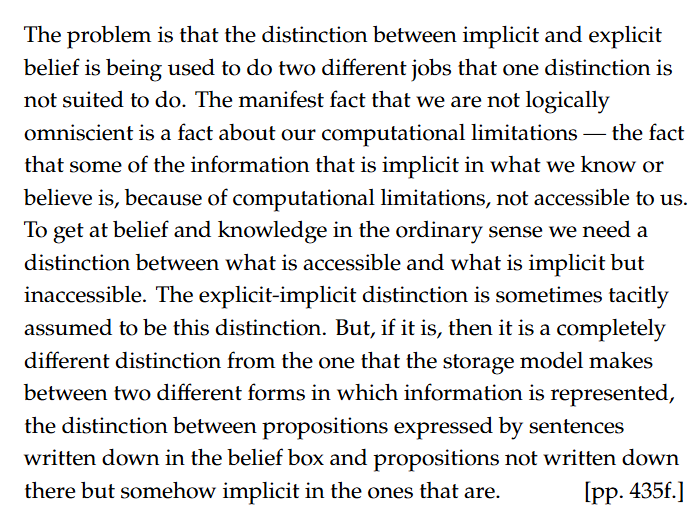 The problem is that the distinction between implicit and explicit
belief is being used to do two different jobs that one distinction is
not suited to do. The manifest fact that we are not logically
omniscient is a fact about our computational limitations — the fact
that some of the information that is implicit in what we know or
believe is, because of computational limitations, not accessible to us.
To get at belief and knowledge in the ordinary sense we need a
distinction between what is accessible and what is implicit but
inaccessible. The explicit-implicit distinction is sometimes tacitly
assumed to be this distinction. But, if it is, then it is a completely
different distinction from the one that the storage model makes
between two different forms in which information is represented,
the distinction between propositions expressed by sentences
written down in the belief box and propositions not written down
there but somehow implicit in the ones that are. [pp. 435f.]